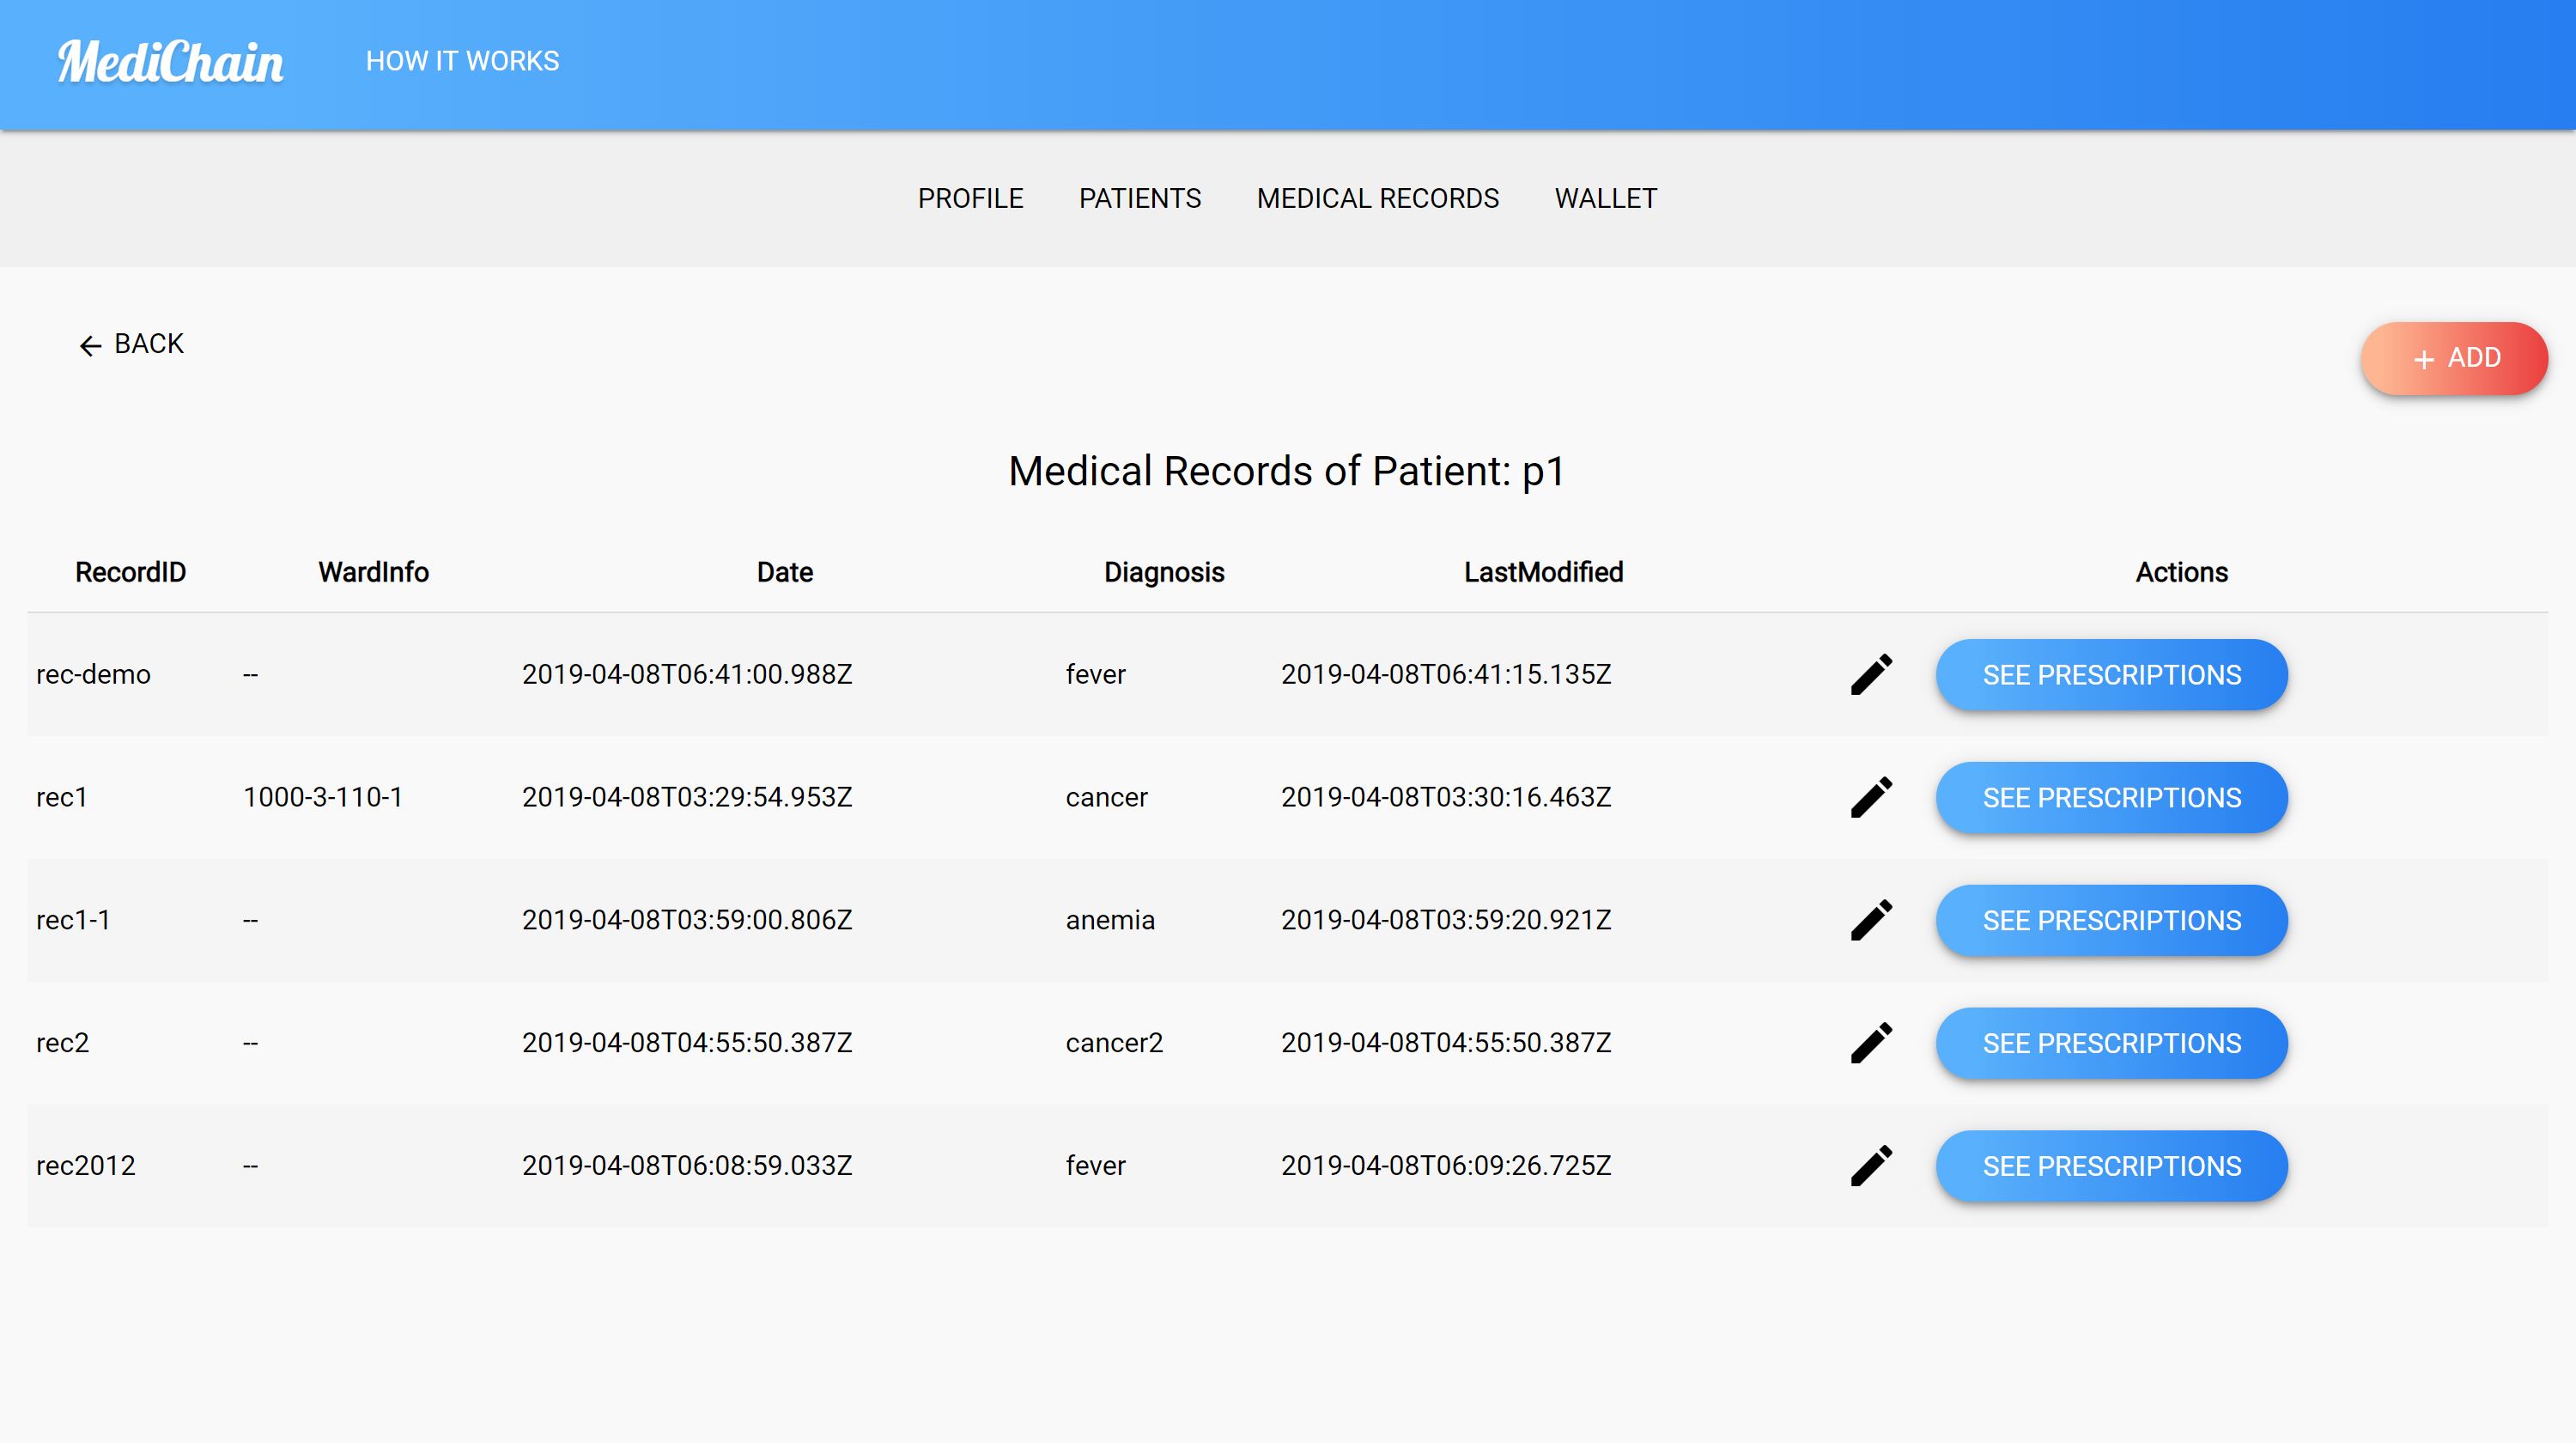 MediChain HOW IT WORKS
PROFILE PATIENTS MEDICAL RECORDS WALLET
BACK + ADD
Medical Records of Patient: p1
RecordID WardInfo Date Diagnosis LastModified Actions
rec-demo -- 2019-04-08T06:41:00.988Z fever 2019-04-08T06:41:15.135Z SEE PRESCRIPTIONS
rec1 1000-3-110-1 2019-04-08T03:29:54.953Z cancer 2019-04-08T03:30:16.463Z SEE PRESCRIPTIONS
rec1-1 -- 2019-04-08T03:59:00.806Z anemia 2019-04-08T03:59:20.921Z SEE PRESCRIPTIONS
rec2 -- 2019-04-08T04:55:50.387Z cancer2 2019-04-08T04:55:50.387Z SEE PRESCRIPTIONS
rec2012 -- 2019-04-08T06:08:59.033Z fever 2019-04-08T06:09:26.725Z SEE PRESCRIPTIONS